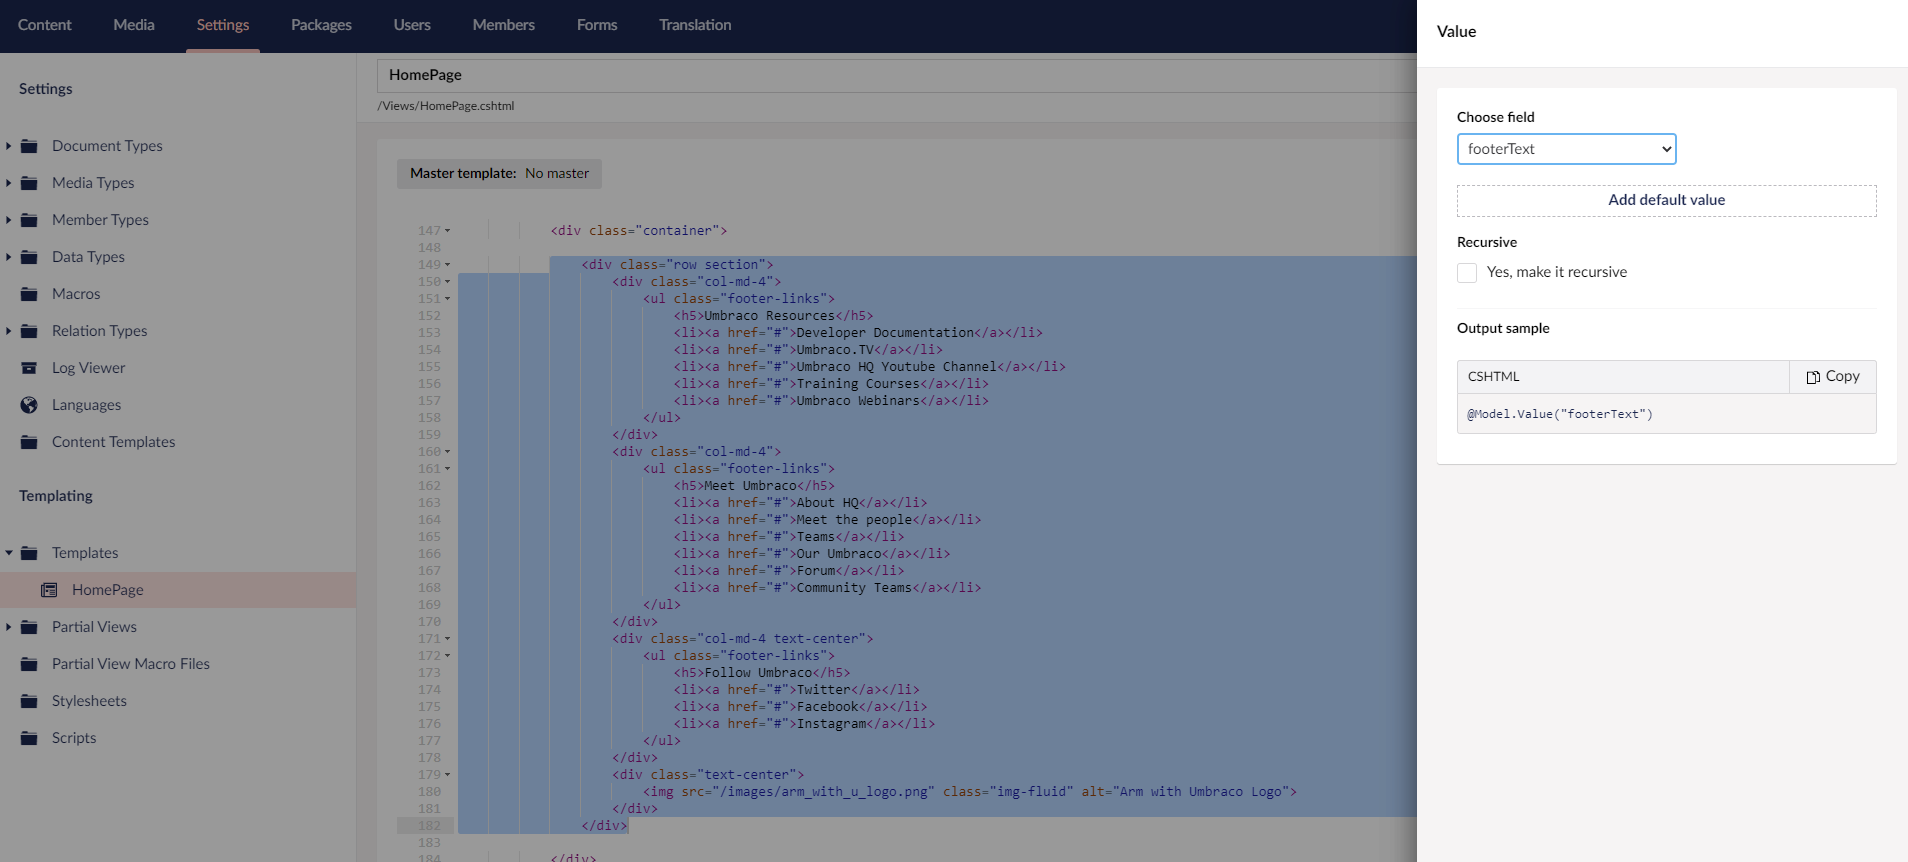 Content Media Settings Packages Users Members Forms Translation
Settings
Document Types
Media Types
Member Types
Data Types
Macros
Relation Types
Log Viewer
Languages
Content Templates
Templating
Templates
HomePage
Partial Views
Partial View Macro Files
Stylesheets
Scripts
HomePage
/Views/HomePage.cshtml
Master template: No master
147 <div class="container">
148
149 <div class="row section">
150 <div class="col-md-4">
151 <ul class="footer-links">
152 <h5>Umbraco Resources</h5>
153 <li><a href="#">Developer Documentation</a></li>
154 <li><a href="#">Umbraco.TV</a></li>
155 <li><a href="#">Umbraco HQ Youtube Channel</a></li>
156 <li><a href="#">Training Courses</a></li>
157 <li><a href="#">Umbraco Webinars</a></li>
158 </ul>
159 </div>
160 <div class="col-md-4">
161 <ul class="footer-links">
162 <h5>Meet Umbraco</h5>
163 <li><a href="#">About HQ</a></li>
164 <li><a href="#">Meet the people</a></li>
165 <li><a href="#">Teams</a></li>
166 <li><a href="#">Our Umbraco</a></li>
167 <li><a href="#">Forum</a></li>
168 <li><a href="#">Community Teams</a></li>
169 </ul>
170 </div>
171 <div class="col-md-4 text-center">
172 <ul class="footer-links">
173 <h5>Follow Umbraco</h5>
174 <li><a href="#">Twitter</a></li>
175 <li><a href="#">Facebook</a></li>
176 <li><a href="#">Instagram</a></li>
177 </ul>
178 </div>
179 <div class="text-center">
180 <img src="/images/arm_with_u_logo.png" class="img-fluid" alt="Arm with Umbraco Logo">
181 </div>
182 </div>
183
184 </div>
Value
Choose field
footerText
Add default value
Recursive
Yes, make it recursive
Output sample
CSHTML Copy
@Model.Value("footerText")